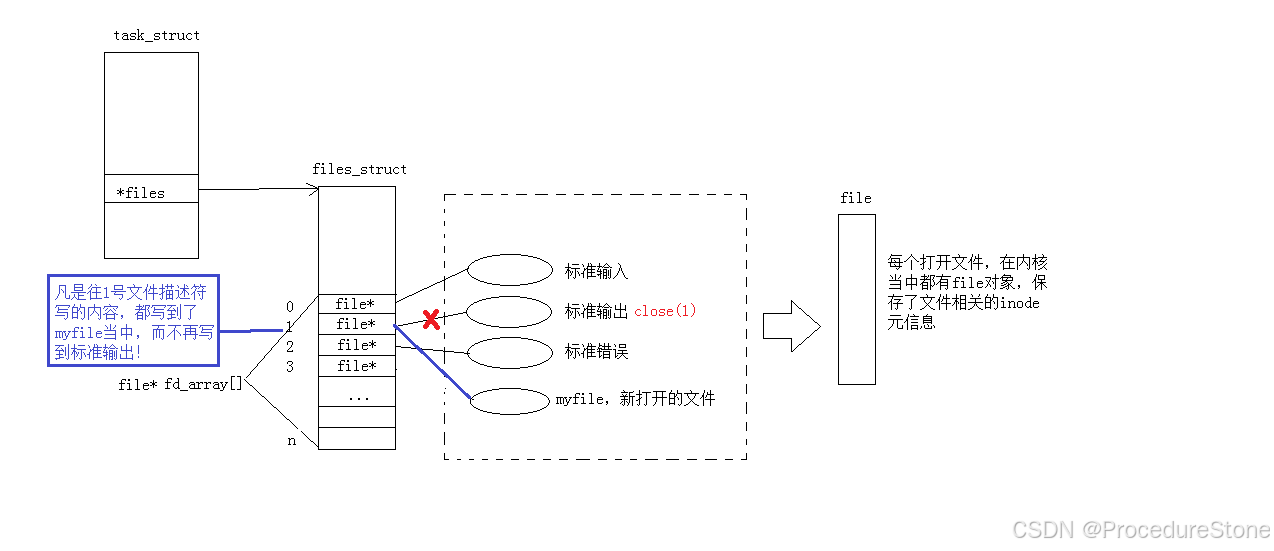 task_struct
*files
files_struct
凡是往1号文件描述符
写的内容，都写到了
myfile当中，而不再写
到标准输出！
file* fd_array[]
0
1
2
3
n
file*
file*
file*
file*
...
标准输入
标准输出 close(1)
标准错误
myfile，新打开的文件
file
每个打开文件，在内核
当中都有file对象，保
存了文件相关的inode
元信息
CSDN @ProcedureStone